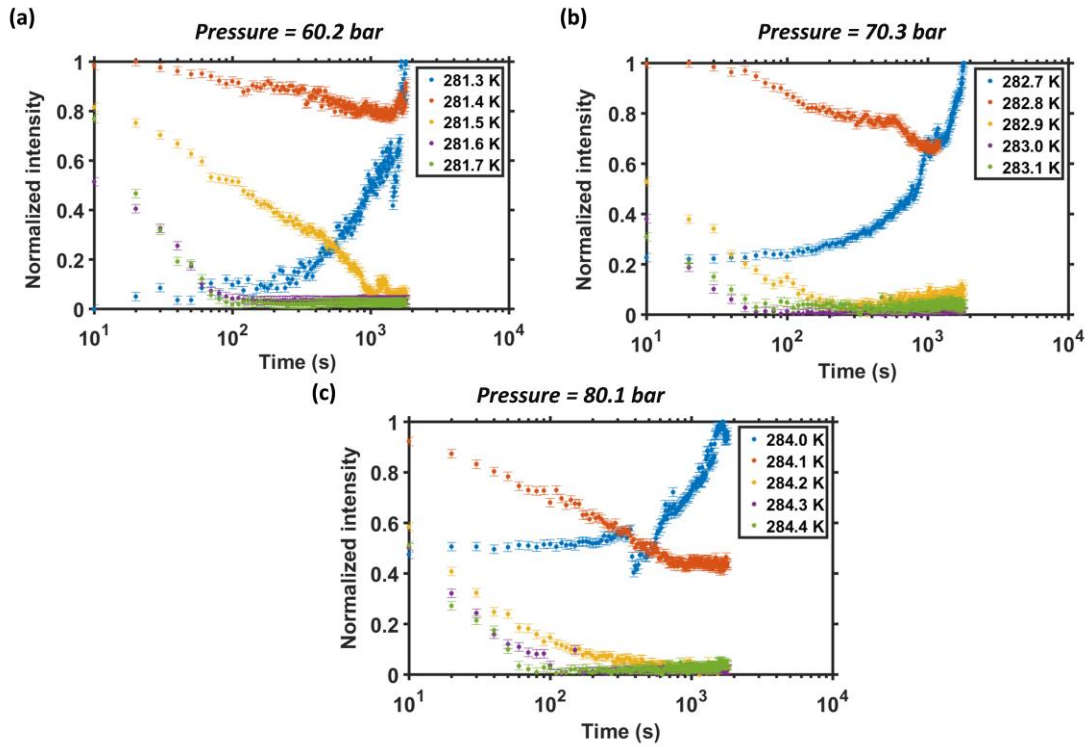 (a)
Pressure = 60.2 bar
Normalized intensity
1
0.8
0.6
0.4
0.2
0
10^1
10^2
10^3
10^4
Time (s)
281.3 K
281.4 K
281.5 K
281.6 K
281.7 K
(b)
Pressure = 70.3 bar
Normalized intensity
1
0.8
0.6
0.4
0.2
0
10^1
10^2
10^3
10^4
Time (s)
282.7 K
282.8 K
282.9 K
283.0 K
283.1 K
(c)
Pressure = 80.1 bar
Normalized intensity
1
0.8
0.6
0.4
0.2
0
10^1
10^2
10^3
10^4
Time (s)
284.0 K
284.1 K
284.2 K
284.3 K
284.4 K